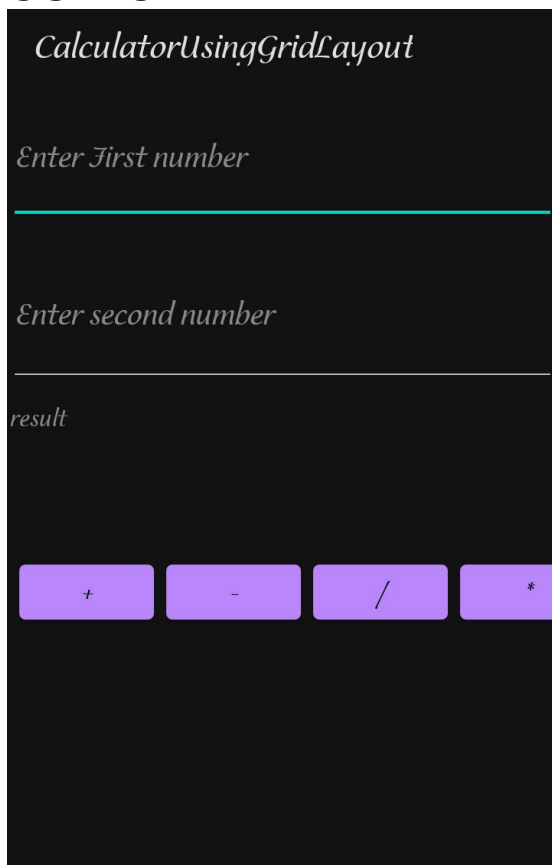 CalculatorUsingGridLayout
Enter First number
Enter second number
result
+ - / *